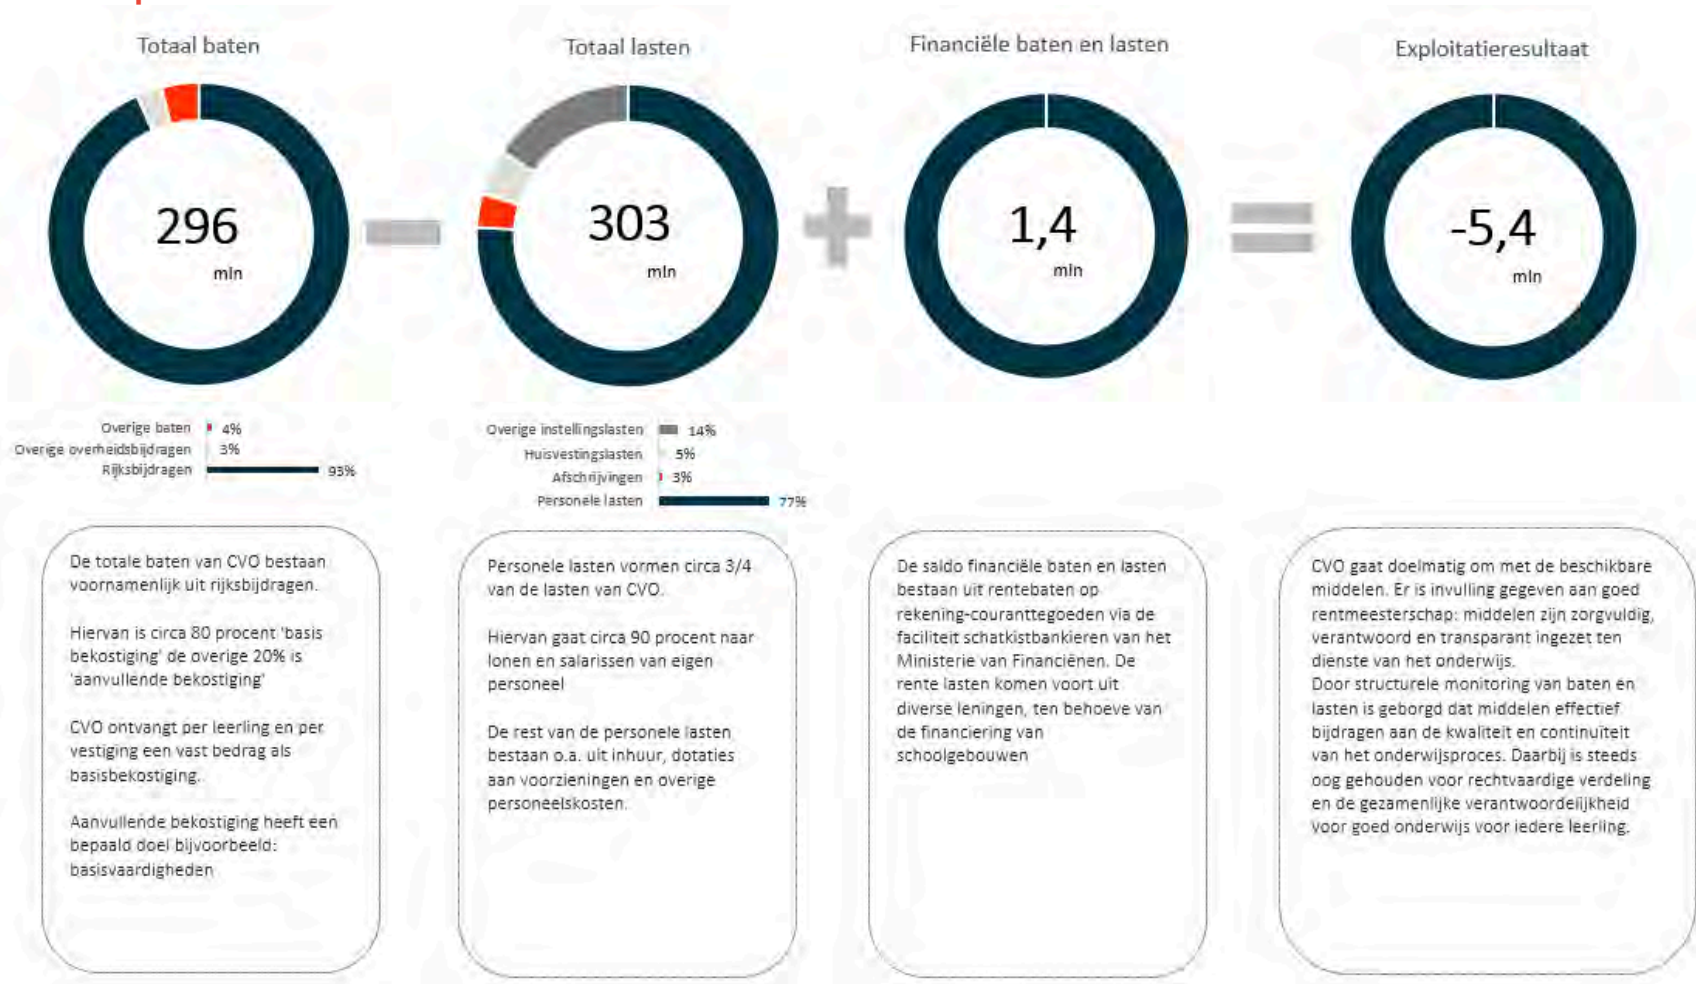 Totaal baten
296
mln
Overige baten 4%
Overige overheidsbijdragen 3%
Rijksbijdragen 93%
De totale baten van CVO bestaan
voornamelijk uit rijksbijdragen.
Hiervan is circa 80 procent 'basis
bekostiging' de overige 20% is
'aanvullende bekostiging'
CVO ontvangt per leerling en per
vestiging een vast bedrag als
basisbekostiging.
Aanvullende bekostiging heeft een
bepaald doel bijvoorbeeld:
basisvaardigheden
Totaal lasten
303
mln
Overige instellingslasten 14%
Huisvestingslasten 5%
Afschrijvingen 3%
Personele lasten 77%
Personele lasten vormen circa 3/4
van de lasten van CVO.
Hiervan gaat circa 90 procent naar
lonen en salarissen van eigen
personeel
De rest van de personele lasten
bestaan o.a. uit inhuur, dotaties
aan voorzieningen en overige
personeelskosten.
Financiële baten en lasten
1,4
mln
De saldo financiële baten en lasten
bestaan uit rentebaten op
rekening-couranttegoeden via de
faciliteit schatkistbankieren van het
Ministerie van Financiënen. De
rente lasten komen voort uit
diverse leningen, ten behoeve van
de financiering van
schoolgebouwen
Exploitatieresultaat
-5,4
mln
CVO gaat doelmatig om met de beschikbare
middelen. Er is invulling gegeven aan goed
rentmeesterschap: middelen zijn zorgvuldig,
verantwoord en transparant ingezet ten
dienste van het onderwijs.
Door structurele monitoring van baten en
lasten is geborgd dat middelen effectief
bijdragen aan de kwaliteit en continuïteit
van het onderwijsproces. Daarbij is steeds
oog gehouden voor rechtvaardige verdeling
en de gezamenlijke verantwoordelijkheid
voor goed onderwijs voor iedere leerling.